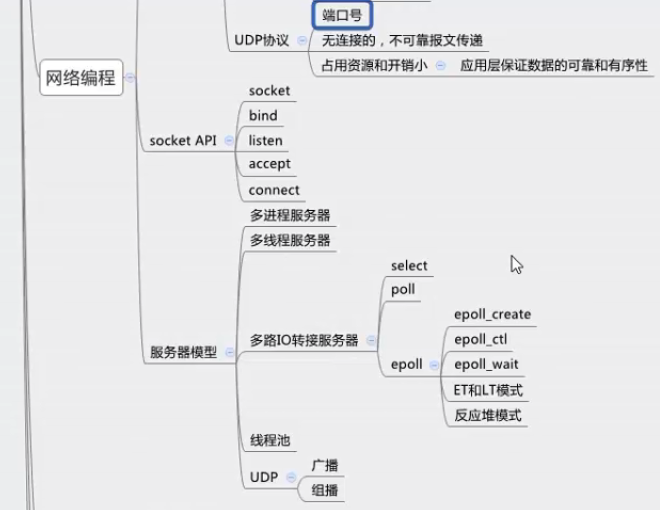 端口号
UDP协议
无连接的，不可靠报文传递
占用资源和开销小
应用层保证数据的可靠和有序性
网络编程
socket API
socket
bind
listen
accept
connect
服务器模型
多进程服务器
多线程服务器
多路IO转接服务器
select
poll
epoll
epoll_create
epoll_ctl
epoll_wait
ET和LT模式
反应堆模式
线程池
UDP
广播
组播